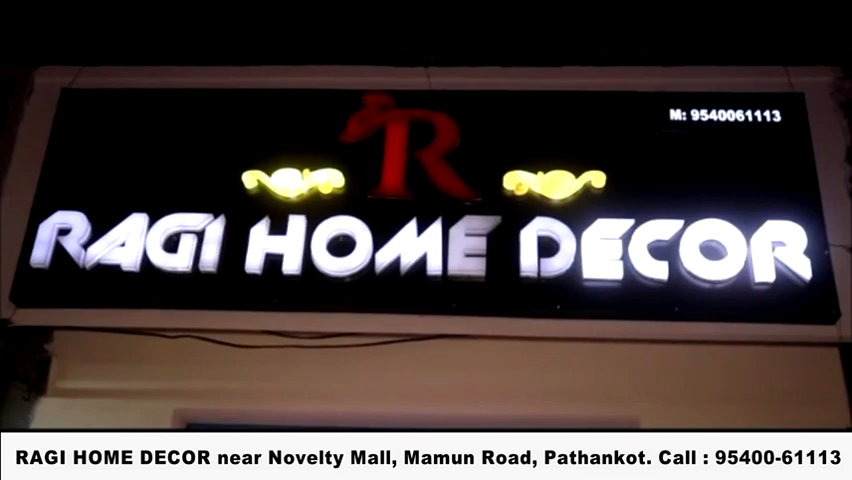 R
M: 9540061113
RAGI HOME DECOR
RAGI HOME DECOR near Novelty Mall, Mamun Road, Pathankot. Call : 95400-61113